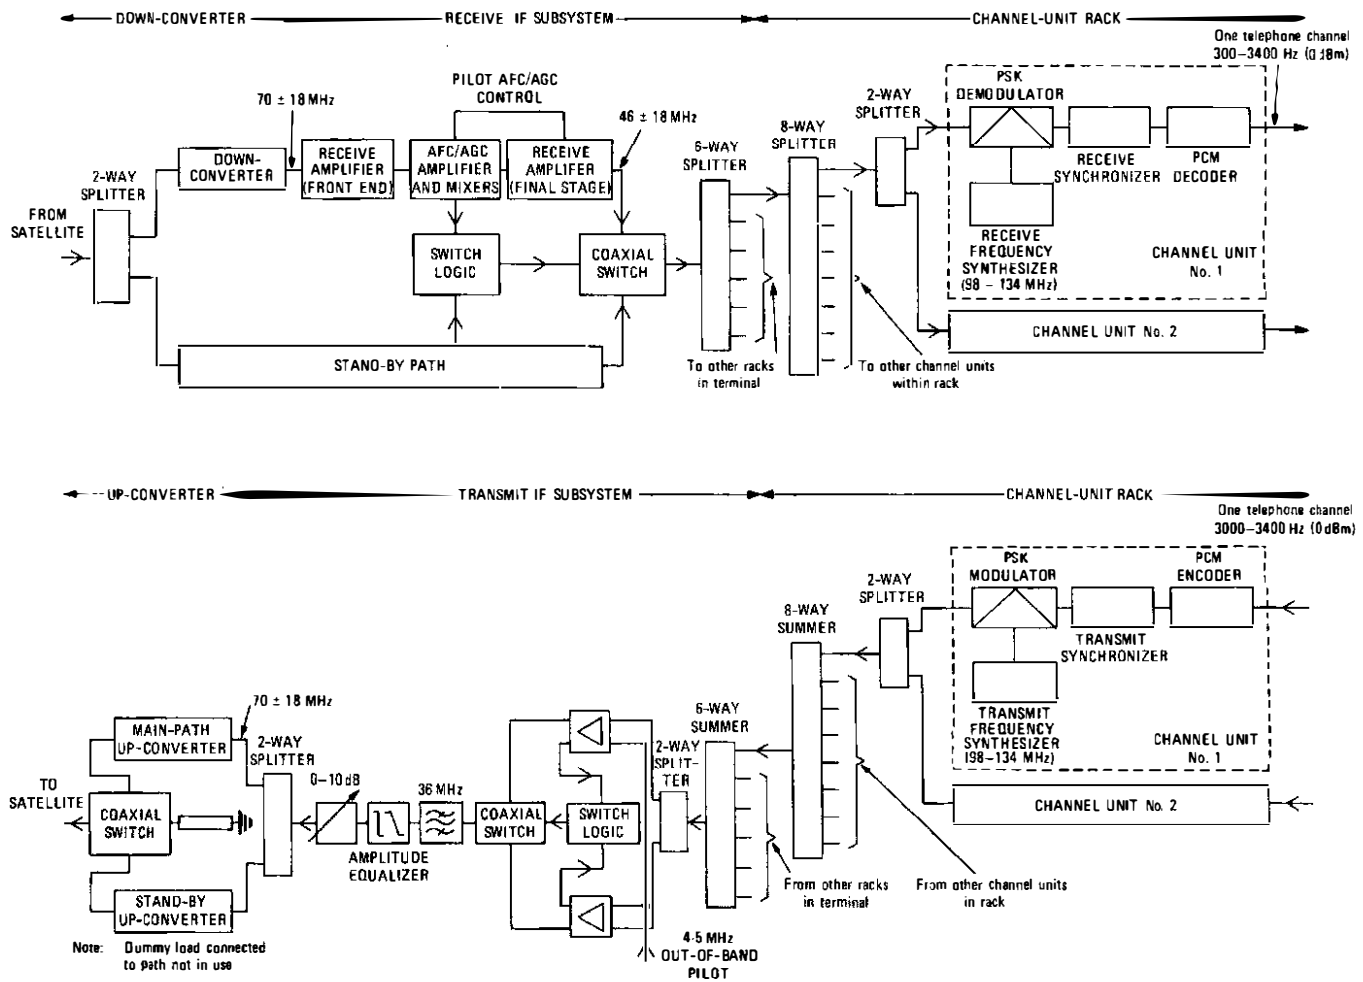 DOWN-CONVERTER
RECEIVE IF SUBSYSTEM
CHANNEL-UNIT RACK
One telephone channel
300–3400 Hz (0 dBm)
PILOT AFC/AGC
CONTROL
70 ± 18 MHz
46 ± 18 MHz
2-WAY
SPLITTER
FROM
SATELLITE
DOWN-
CONVERTER
RECEIVE
AMPLIFIER
(FRONT END)
AFC/AGC
AMPLIFIER
AND MIXERS
RECEIVE
AMPLIFER
(FINAL STAGE)
SWITCH
LOGIC
COAXIAL
SWITCH
STAND-BY PATH
6-WAY
SPLITTER
8-WAY
SPLITTER
2-WAY
SPLITTER
To other racks
in terminal
To other channel units
within rack
PSK
DEMODULATOR
RECEIVE
SYNCHRONIZER
PCM
DECODER
RECEIVE
FREQUENCY
SYNTHESIZER
(98 – 134 MHz)
CHANNEL UNIT
No. 1
CHANNEL UNIT No. 2
UP-CONVERTER
TRANSMIT IF SUBSYSTEM
CHANNEL-UNIT RACK
One telephone channel
3000–3400 Hz (0dBm)
PSK
MODULATOR
PCM
ENCODER
TRANSMIT
SYNCHRONIZER
TRANSMIT
FREQUENCY
SYNTHESIZER
(98–134 MHz)
CHANNEL UNIT
No. 1
CHANNEL UNIT No. 2
2-WAY
SPLITTER
8-WAY
SUMMER
6-WAY
SUMMER
2-WAY
SPLIT-
TER
From other racks
in terminal
From other channel units
in rack
70 ± 18 MHz
MAIN-PATH
UP-CONVERTER
2-WAY
SPLITTER
0–10 dB
36 MHz
TO
SATELLITE
COAXIAL
SWITCH
AMPLITUDE
EQUALIZER
COAXIAL
SWITCH
SWITCH
LOGIC
STAND-BY
UP-CONVERTER
Note: Dummy load connected
to path not in use
4·5 MHz
OUT-OF-BAND
PILOT